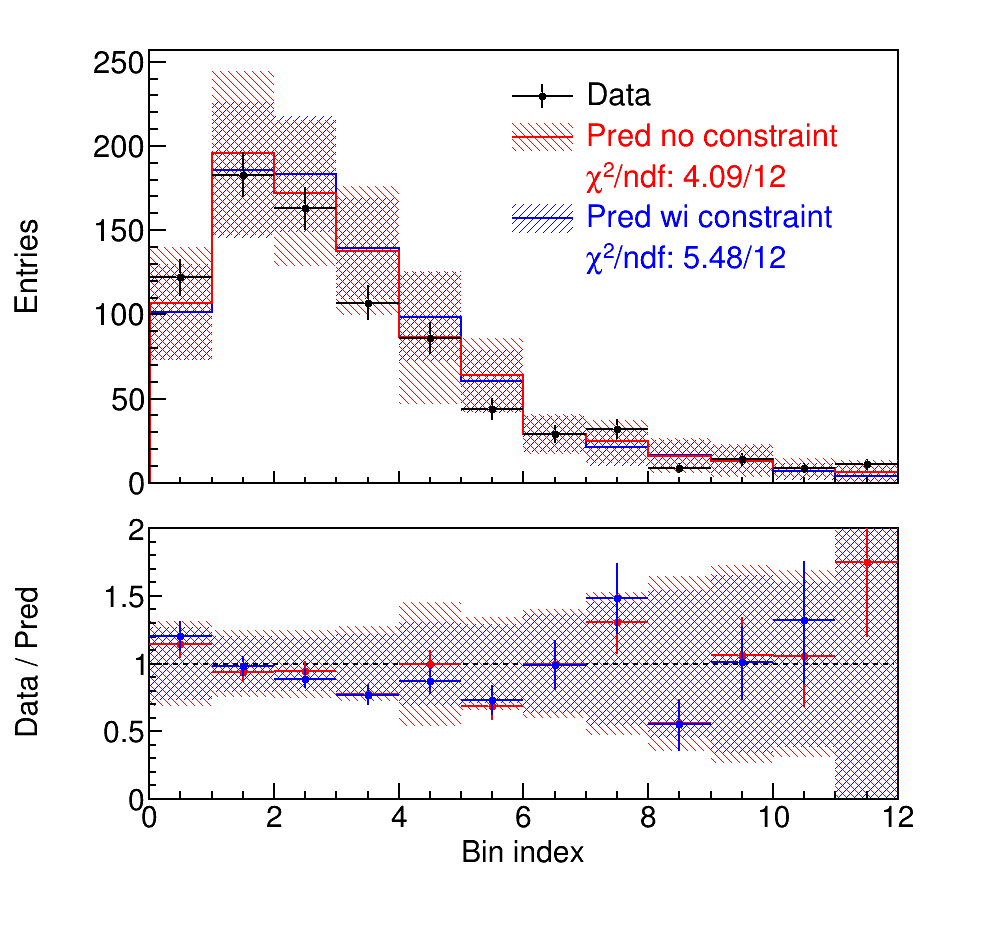 250
200
150
100
50
0
Entries
Data
Pred no constraint
χ²/ndf: 4.09/12
Pred wi constraint
χ²/ndf: 5.48/12
2
1.5
1
0.5
0
Data / Pred
0 2 4 6 8 10 12
Bin index